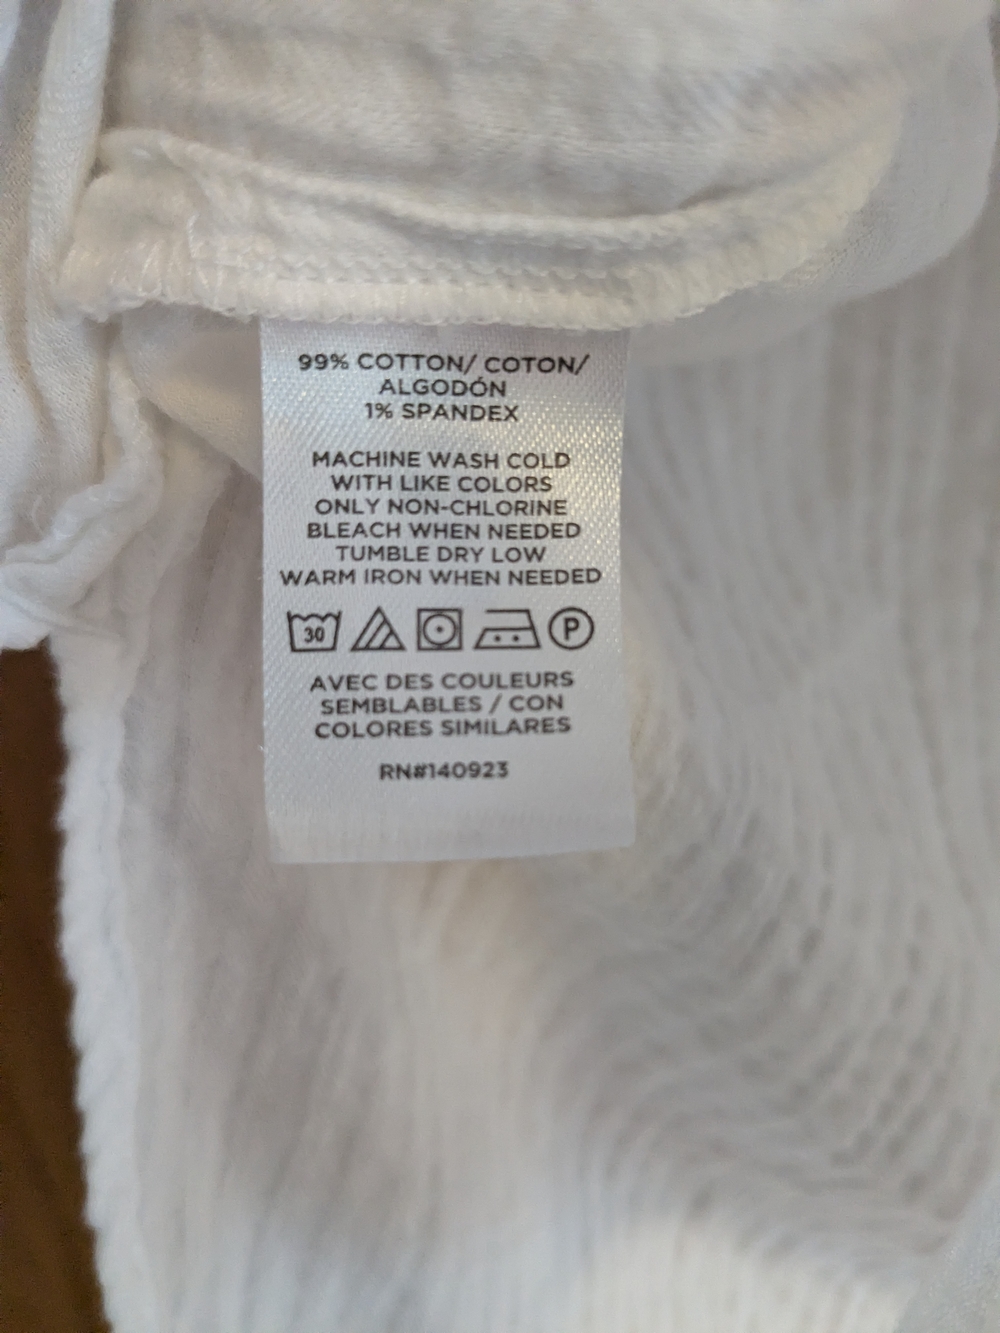 99% COTTON/ COTON/
ALGODÓN
1% SPANDEX
MACHINE WASH COLD
WITH LIKE COLORS
ONLY NON-CHLORINE
BLEACH WHEN NEEDED
TUMBLE DRY LOW
WARM IRON WHEN NEEDED
30 P
AVEC DES COULEURS
SEMBLABLES / CON
COLORES SIMILARES
RN#140923